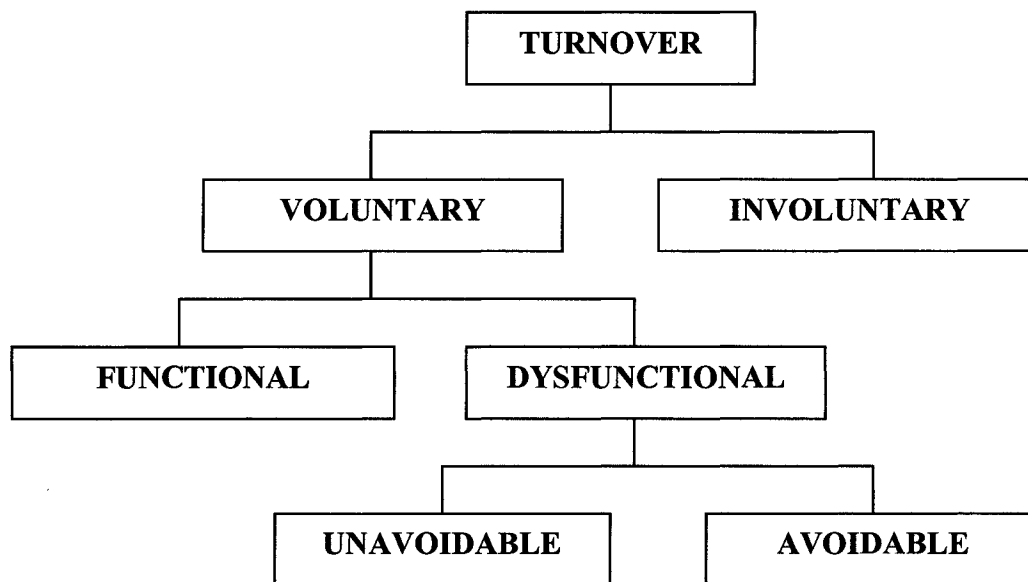 TURNOVER
VOLUNTARY
INVOLUNTARY
FUNCTIONAL
DYSFUNCTIONAL
UNAVOIDABLE
AVOIDABLE